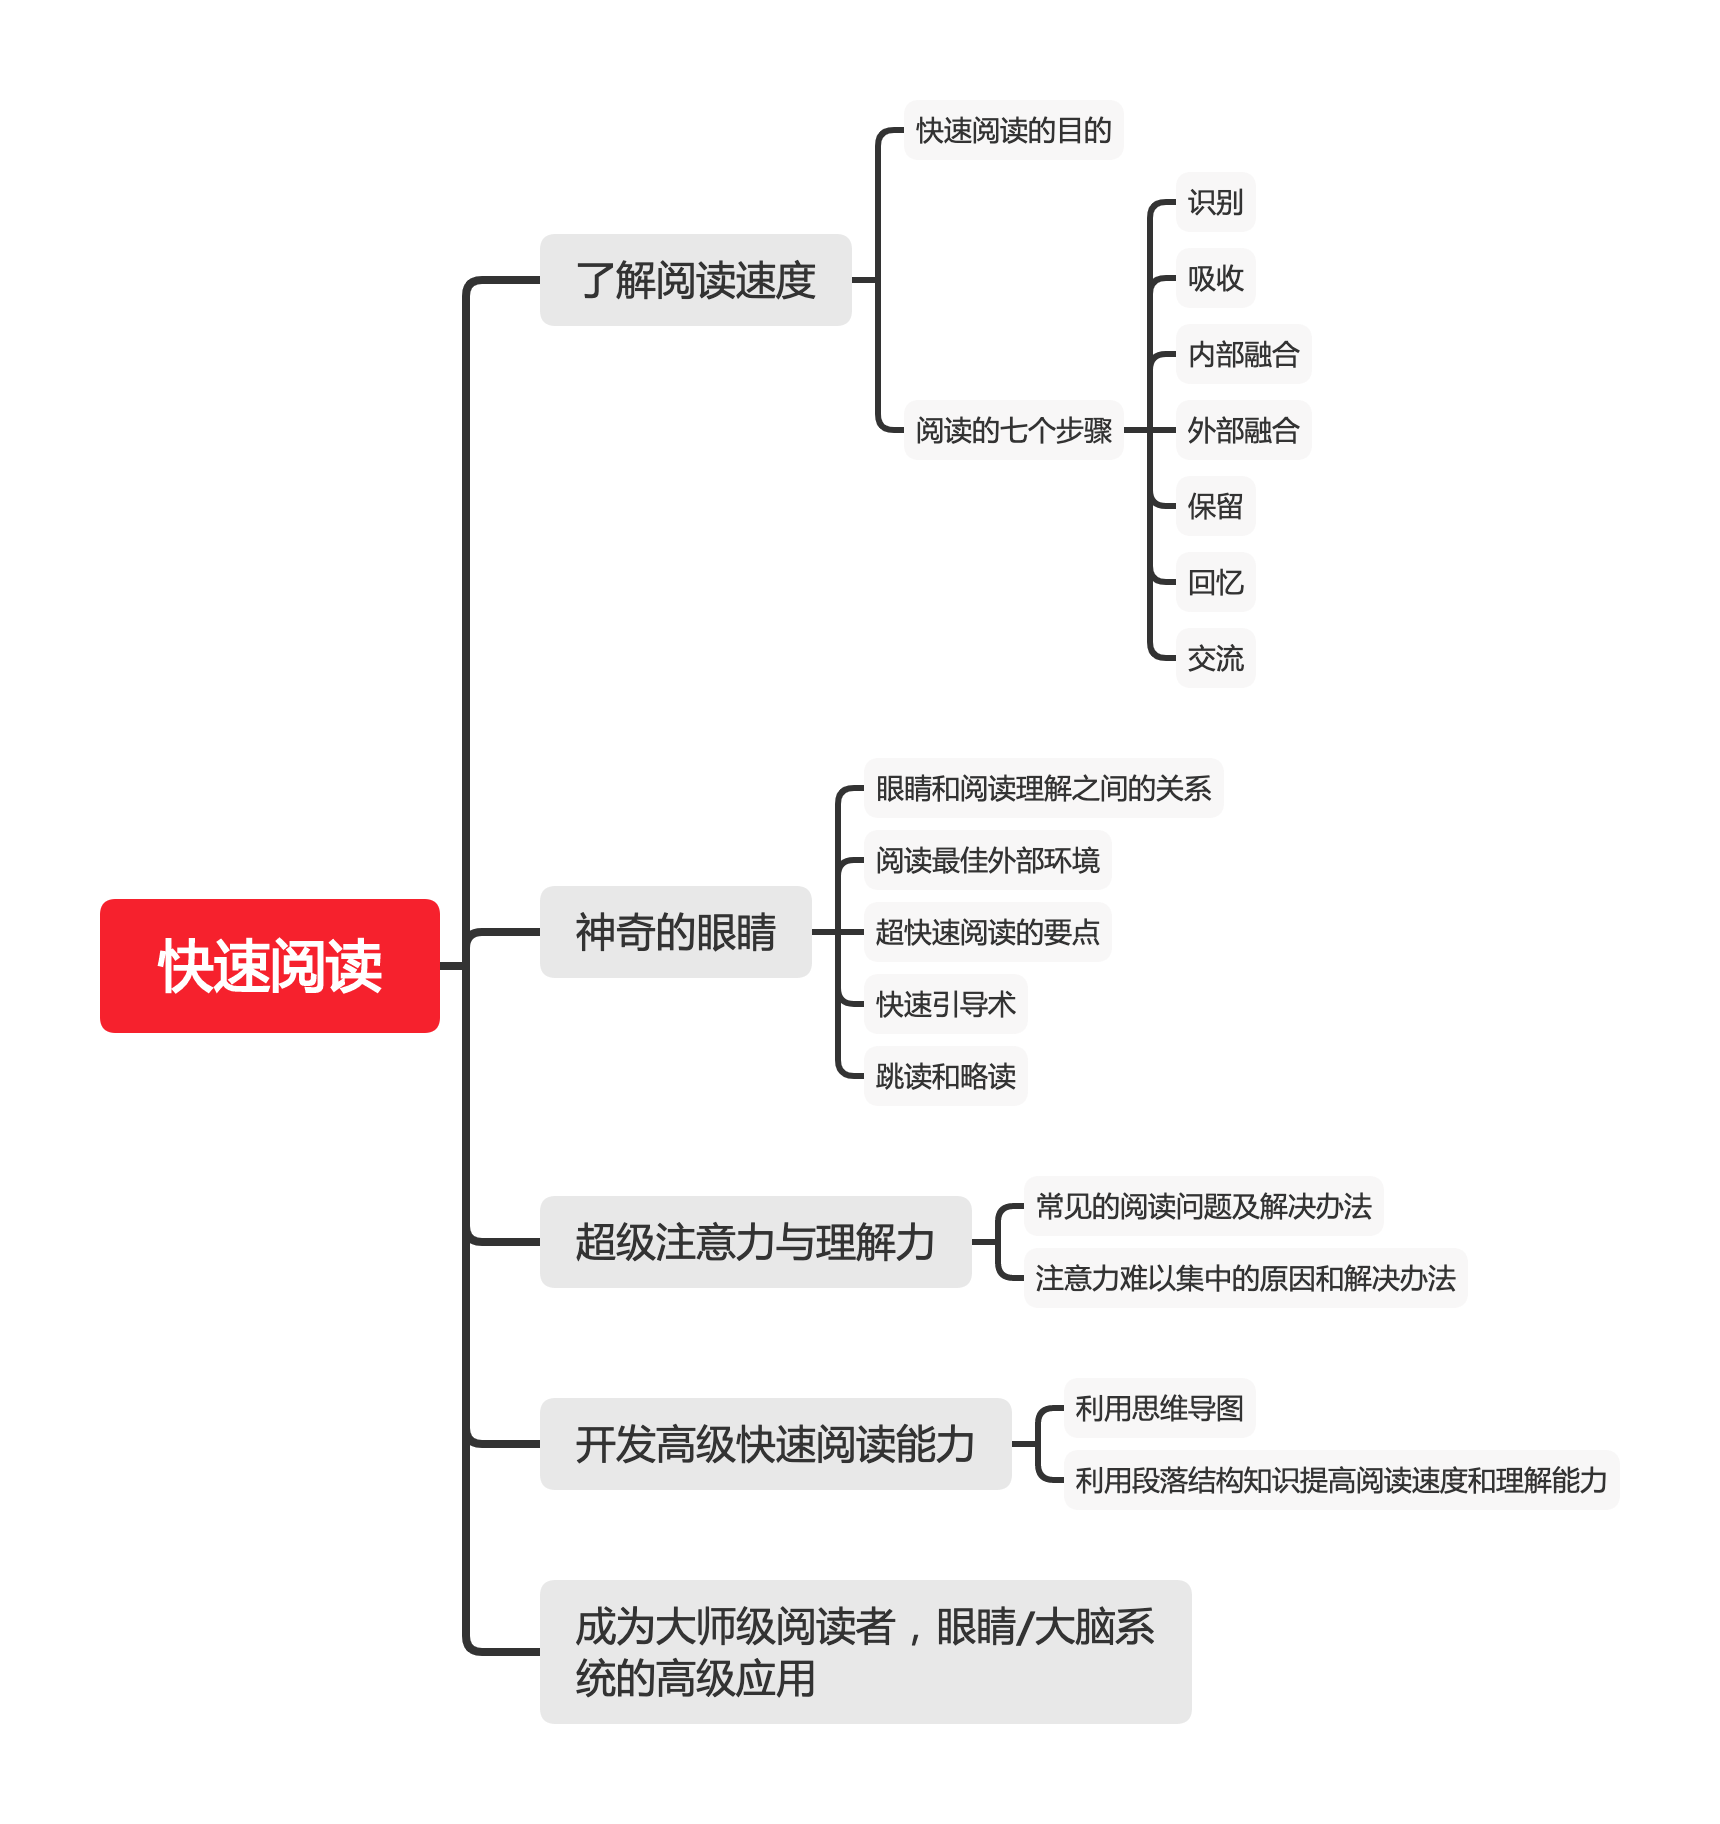 快速阅读
了解阅读速度
快速阅读的目的
阅读的七个步骤
识别
吸收
内部融合
外部融合
保留
回忆
交流
神奇的眼睛
眼睛和阅读理解之间的关系
阅读最佳外部环境
超快速阅读的要点
快速引导术
跳读和略读
超级注意力与理解力
常见的阅读问题及解决办法
注意力难以集中的原因和解决办法
开发高级快速阅读能力
利用思维导图
利用段落结构知识提高阅读速度和理解能力
成为大师级阅读者，眼睛/大脑系
统的高级应用